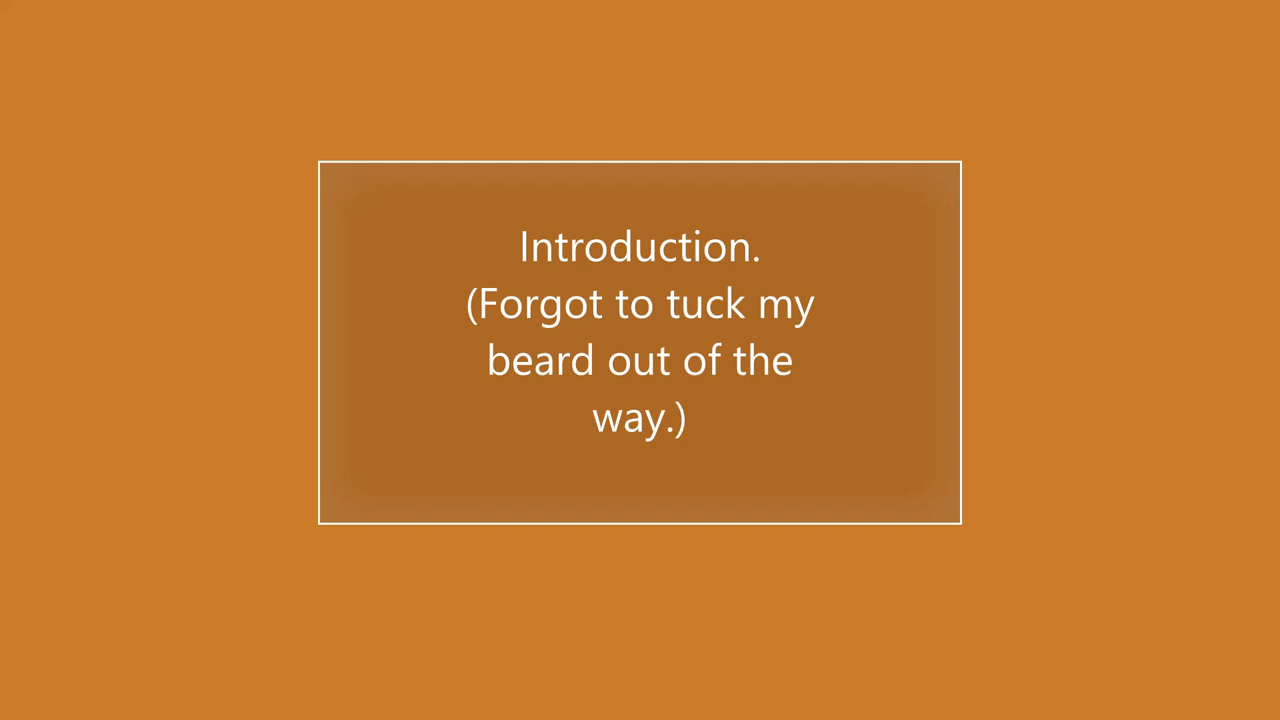 Introduction.
(Forgot to tuck my
beard out of the
way.)